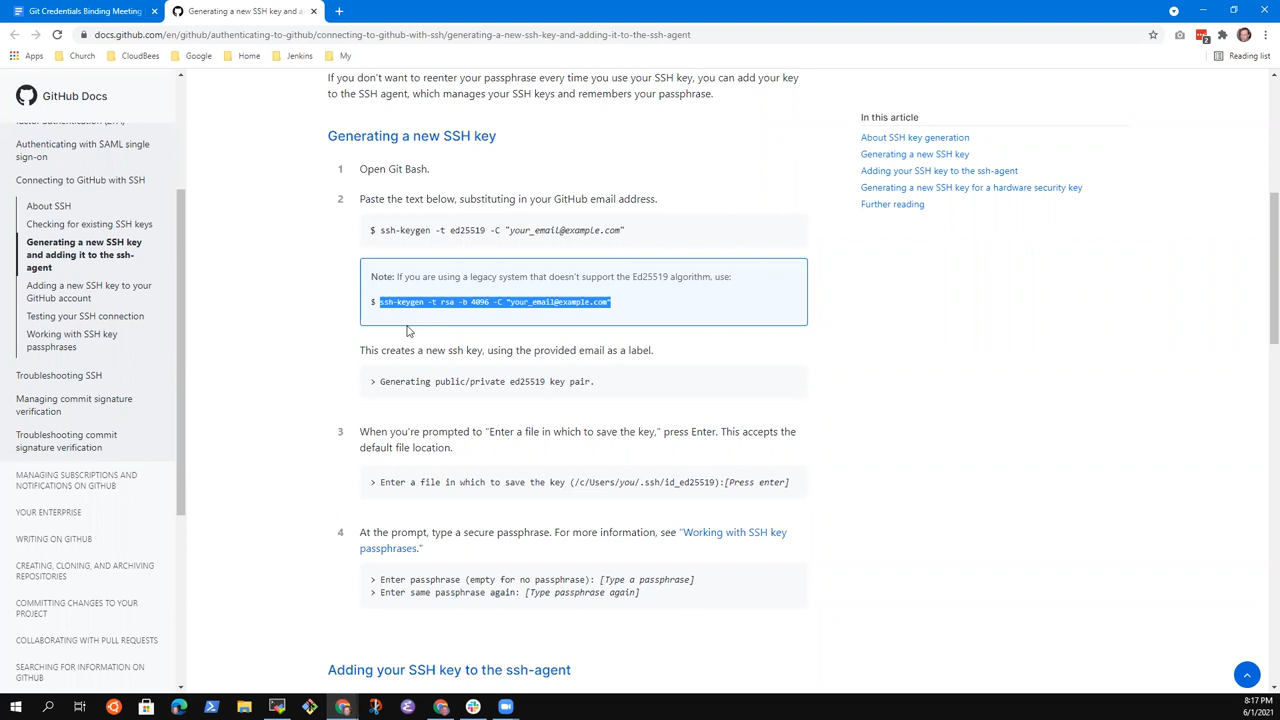 Git Credentials Binding Meeting
Generating a new SSH key and a
docs.github.com/en/github/authenticating-to-github/connecting-to-github-with-ssh/generating-a-new-ssh-key-and-adding-it-to-the-ssh-agent
Apps Church CloudBees Google Home Jenkins My Reading list
GitHub Docs
Authenticating with SAML single
sign-on
Connecting to GitHub with SSH
About SSH
Checking for existing SSH keys
Generating a new SSH key
and adding it to the ssh-
agent
Adding a new SSH key to your
GitHub account
Testing your SSH connection
Working with SSH key
passphrases
Troubleshooting SSH
Managing commit signature
verification
Troubleshooting commit
signature verification
MANAGING SUBSCRIPTIONS AND
NOTIFICATIONS ON GITHUB
YOUR ENTERPRISE
WRITING ON GITHUB
CREATING, CLONING, AND ARCHIVING
REPOSITORIES
COMMITTING CHANGES TO YOUR
PROJECT
COLLABORATING WITH PULL REQUESTS
SEARCHING FOR INFORMATION ON
GITHUB
If you don't want to reenter your passphrase every time you use your SSH key, you can add your key
to the SSH agent, which manages your SSH keys and remembers your passphrase.
Generating a new SSH key
1 Open Git Bash.
2 Paste the text below, substituting in your GitHub email address.
$ ssh-keygen -t ed25519 -C "your_email@example.com"
Note: If you are using a legacy system that doesn't support the Ed25519 algorithm, use:
$ ssh-keygen -t rsa -b 4096 -C "your_email@example.com"
This creates a new ssh key, using the provided email as a label.
> Generating public/private ed25519 key pair.
3 When you're prompted to "Enter a file in which to save the key," press Enter. This accepts the
default file location.
> Enter a file in which to save the key (/c/Users/you/.ssh/id_ed25519):[Press enter]
4 At the prompt, type a secure passphrase. For more information, see "Working with SSH key
passphrases."
> Enter passphrase (empty for no passphrase): [Type a passphrase]
> Enter same passphrase again: [Type passphrase again]
Adding your SSH key to the ssh-agent
In this article
About SSH key generation
Generating a new SSH key
Adding your SSH key to the ssh-agent
Generating a new SSH key for a hardware security key
Further reading
8:17 PM
6/1/2021